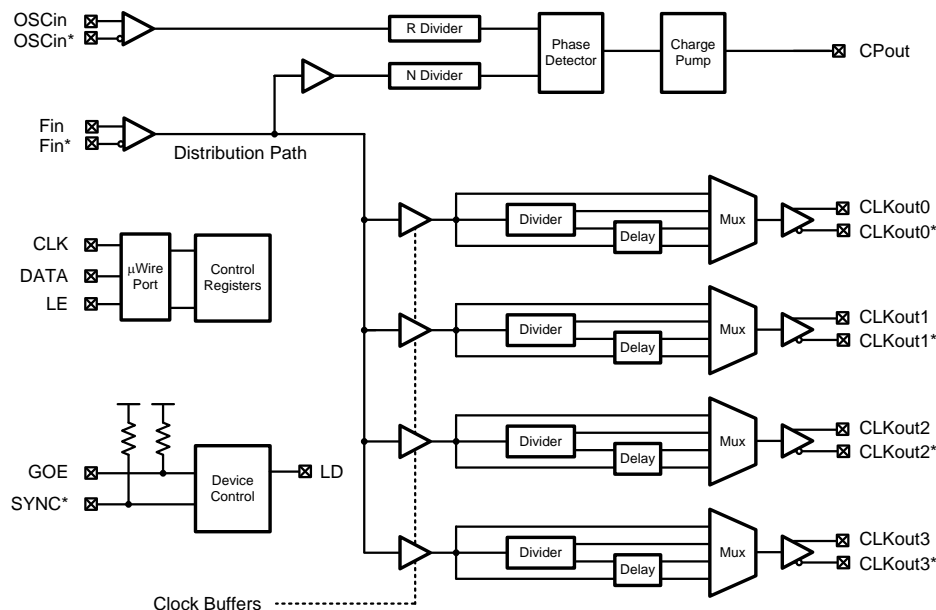 OSCin
OSCin*
R Divider
Phase
Detector
Charge
Pump
CPout
N Divider
Fin
Fin*
Distribution Path
Divider
Delay
Mux
CLKout0
CLKout0*
CLK
DATA
LE
µWire
Port
Control
Registers
Divider
Delay
Mux
CLKout1
CLKout1*
Divider
Delay
Mux
CLKout2
CLKout2*
GOE
SYNC*
Device
Control
LD
Divider
Delay
Mux
CLKout3
CLKout3*
Clock Buffers